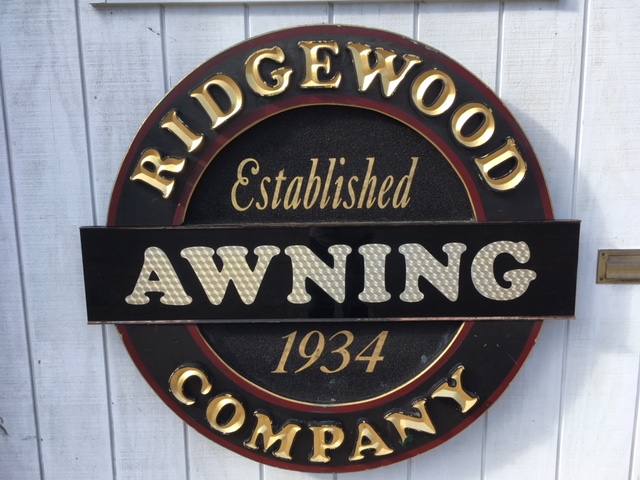 RIDGEWOOD
Established
AWNING
1934
COMPANY